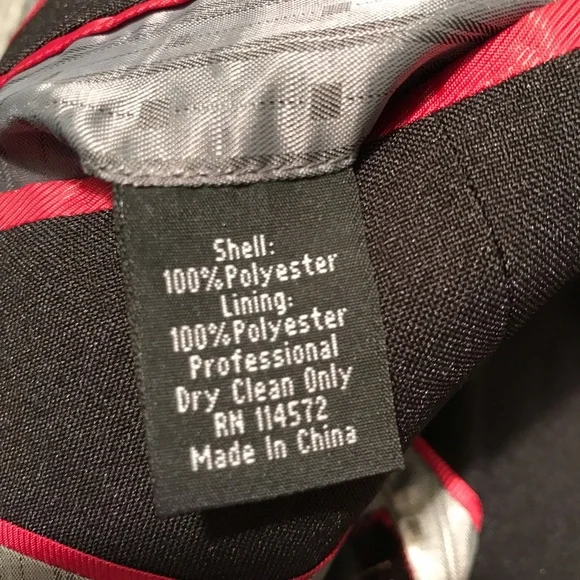 Shell:
100%Polyester
Lining:
100%Polyester
Professional
Dry Clean Only
RN 114572
Made In China